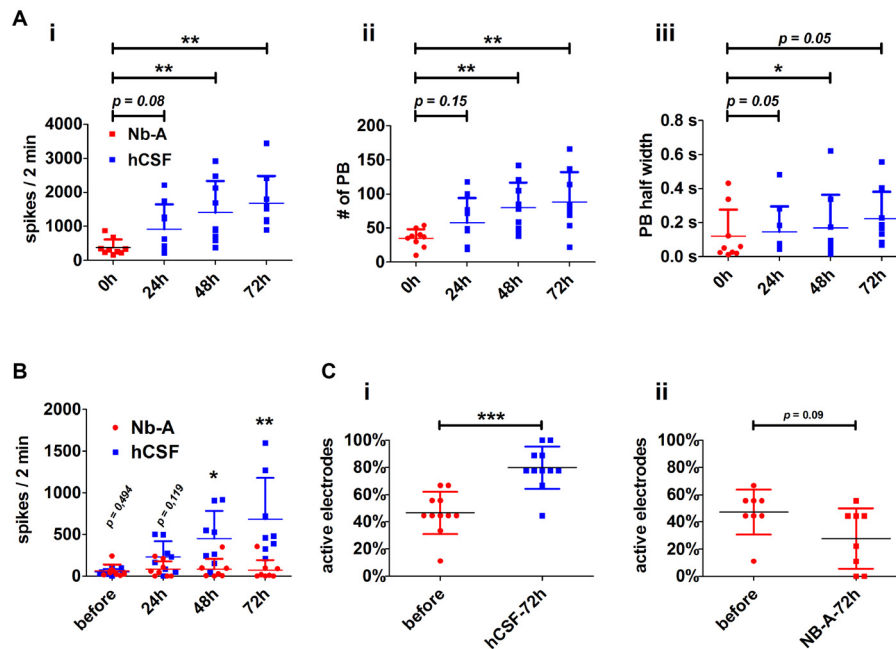 A
i
**
**
p = 0.08
spikes / 2 min
4000
3000
2000
1000
0
Nb-A
hCSF
0h
24h
48h
72h
ii
**
**
p = 0.15
# of PB
200
150
100
50
0
0h
24h
48h
72h
iii
p = 0.05
*
p = 0.05
PB half width
0.8 s
0.6 s
0.4 s
0.2 s
0.0 s
0h
24h
48h
72h
B
spikes / 2 min
2000
1500
1000
500
0
Nb-A
hCSF
p = 0,494
p = 0,119
*
**
before
24h
48h
72h
C
i
***
active electrodes
100%
80%
60%
40%
20%
0%
before
hCSF-72h
ii
p = 0.09
active electrodes
100%
80%
60%
40%
20%
0%
before
NB-A-72h